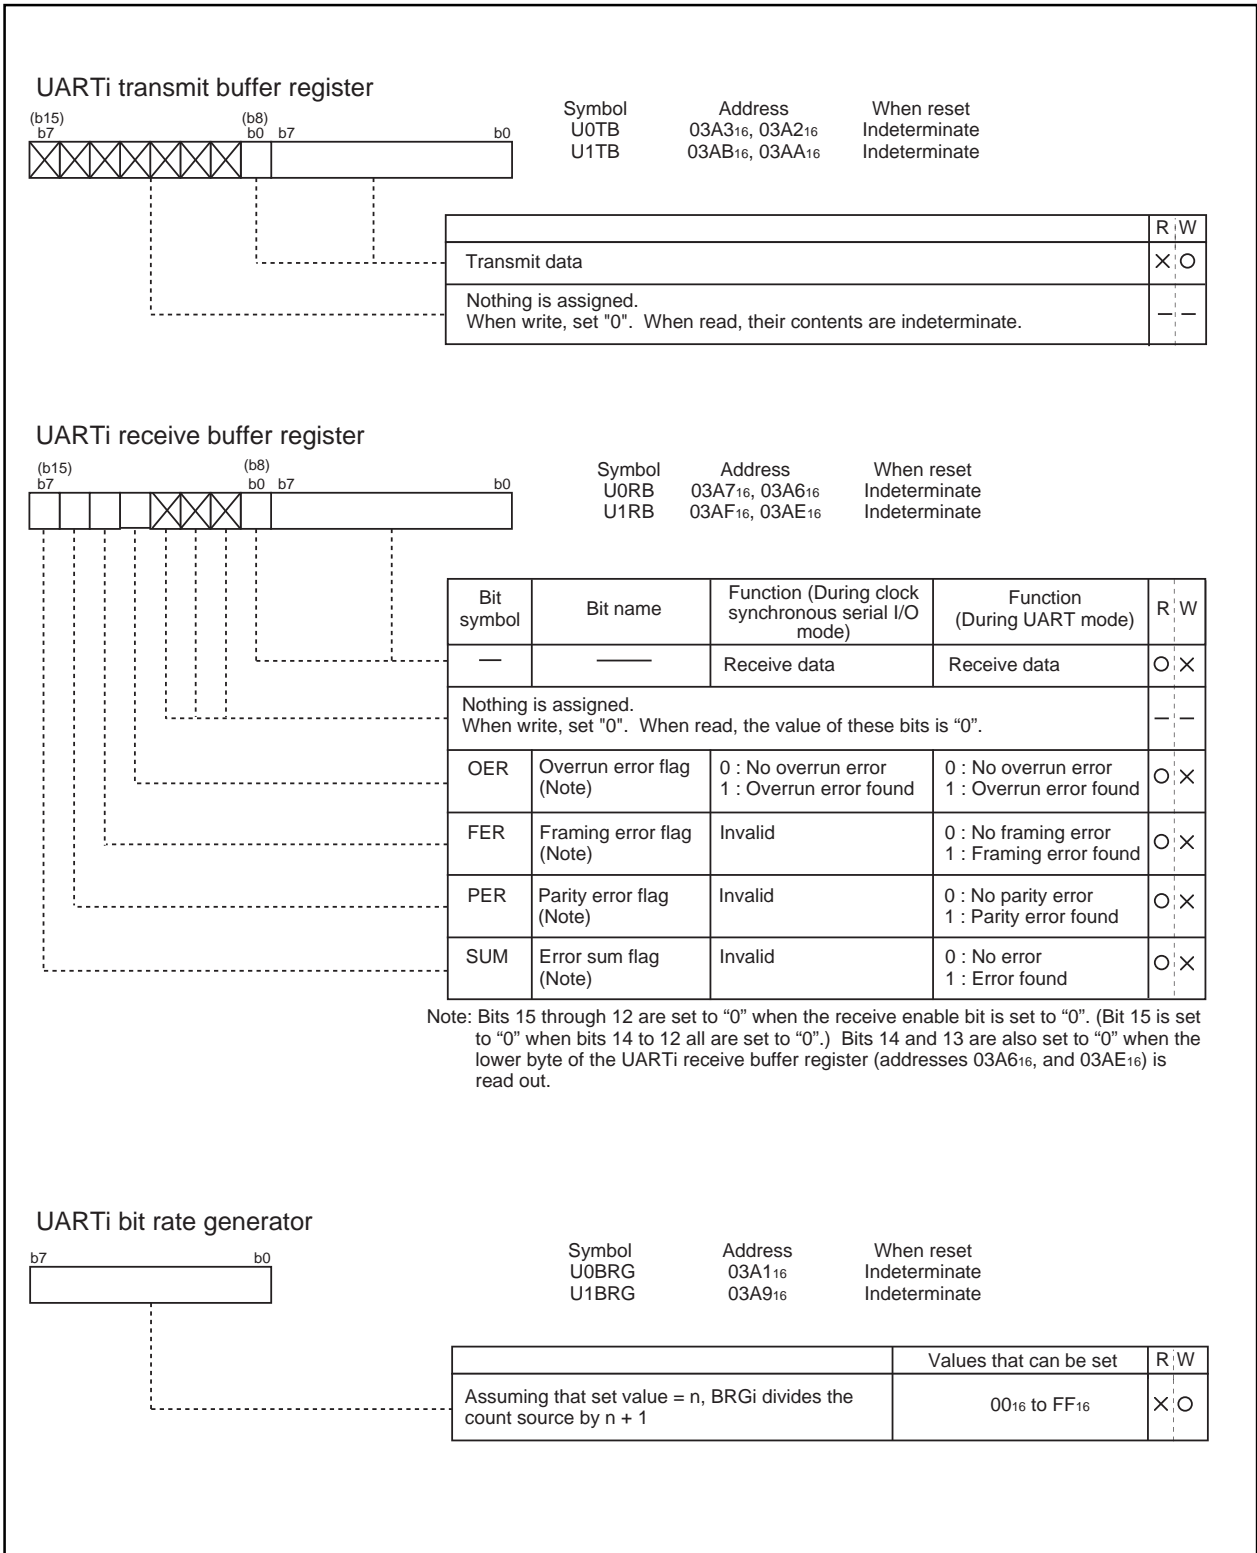 UARTi transmit buffer register
(b15) (b8)
b7 b0 b7 b0
Symbol Address When reset
U0TB 03A316, 03A216 Indeterminate
U1TB 03AB16, 03AA16 Indeterminate
R W
Transmit data X O
Nothing is assigned.
When write, set "0". When read, their contents are indeterminate. — —
UARTi receive buffer register
(b15) (b8)
b7 b0 b7 b0
Symbol Address When reset
U0RB 03A716, 03A616 Indeterminate
U1RB 03AF16, 03AE16 Indeterminate
Bit symbol Bit name Function (During clock synchronous serial I/O mode) Function (During UART mode) R W
— — Receive data Receive data O X
Nothing is assigned.
When write, set "0". When read, the value of these bits is “0”. — —
OER Overrun error flag (Note) 0 : No overrun error 1 : Overrun error found 0 : No overrun error 1 : Overrun error found O X
FER Framing error flag (Note) Invalid 0 : No framing error 1 : Framing error found O X
PER Parity error flag (Note) Invalid 0 : No parity error 1 : Parity error found O X
SUM Error sum flag (Note) Invalid 0 : No error 1 : Error found O X
Note: Bits 15 through 12 are set to “0” when the receive enable bit is set to “0”. (Bit 15 is set
to “0” when bits 14 to 12 all are set to “0”.) Bits 14 and 13 are also set to “0” when the
lower byte of the UARTi receive buffer register (addresses 03A616, and 03AE16) is
read out.
UARTi bit rate generator
b7 b0
Symbol Address When reset
U0BRG 03A116 Indeterminate
U1BRG 03A916 Indeterminate
Values that can be set R W
Assuming that set value = n, BRGi divides the
count source by n + 1 0016 to FF16 X O